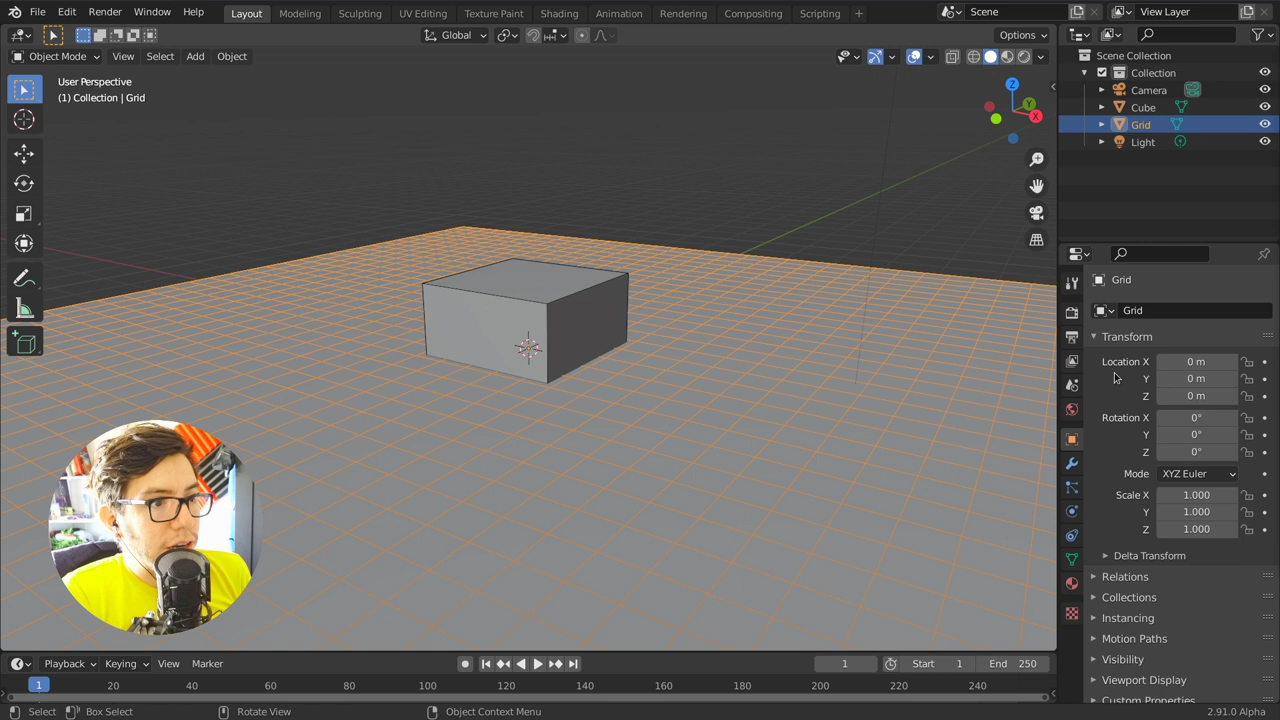 File Edit Render Window Help
Layout Modeling Sculpting UV Editing Texture Paint Shading Animation Rendering Compositing Scripting +
Scene View Layer
Global Options
Object Mode View Select Add Object
User Perspective
(1) Collection | Grid
Z
Y
X
Scene Collection
Collection
Camera
Cube
Grid
Light
Grid
Grid
Transform
Location X 0 m
Y 0 m
Z 0 m
Rotation X 0°
Y 0°
Z 0°
Mode XYZ Euler
Scale X 1.000
Y 1.000
Z 1.000
Delta Transform
Relations
Collections
Instancing
Motion Paths
Visibility
Viewport Display
Custom Properties
Playback Keying View Marker 1 Start 1 End 250
1 20 40 60 80 100 120 140 160 180 200 220 240
Select Box Select Rotate View Object Context Menu 2.91.0 Alpha